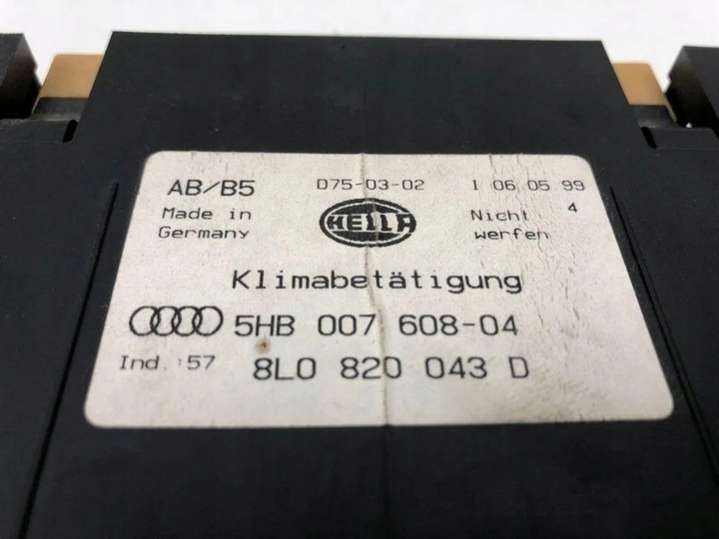 AB/B5 D75-03-02 1 06 05 99
Made in Germany HELLA Nicht werfen 4
Klimabetätigung
5HB 007 608-04
Ind. :57 8L0 820 043 D